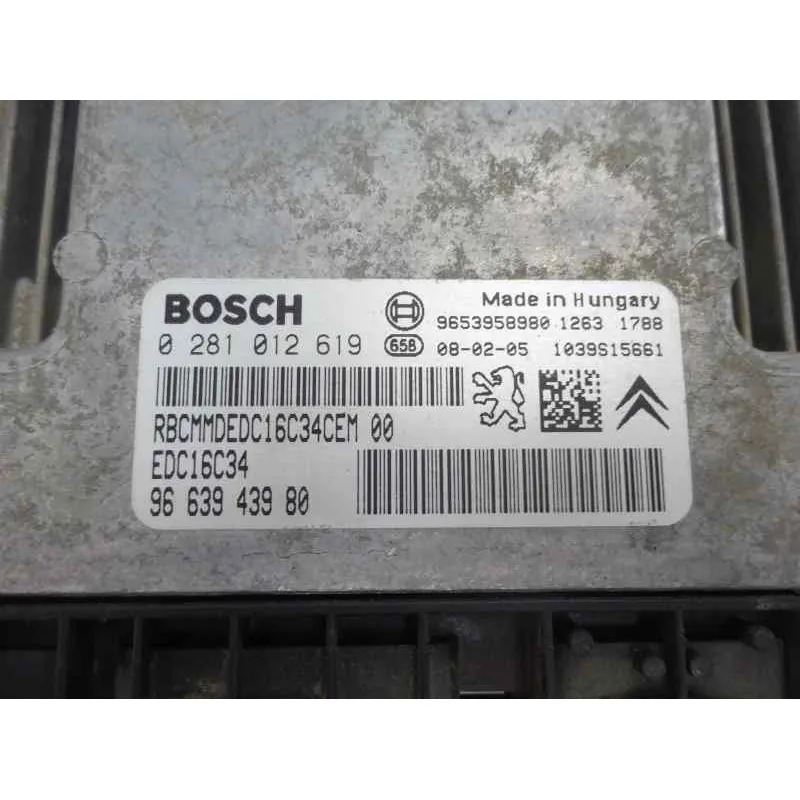 BOSCH
Made in Hungary
9653958980 1263 1788
0 281 012 619
658
08-02-05 1039S15661
RBCMMDEDC16C34CEM 00
EDC16C34
96 639 439 80